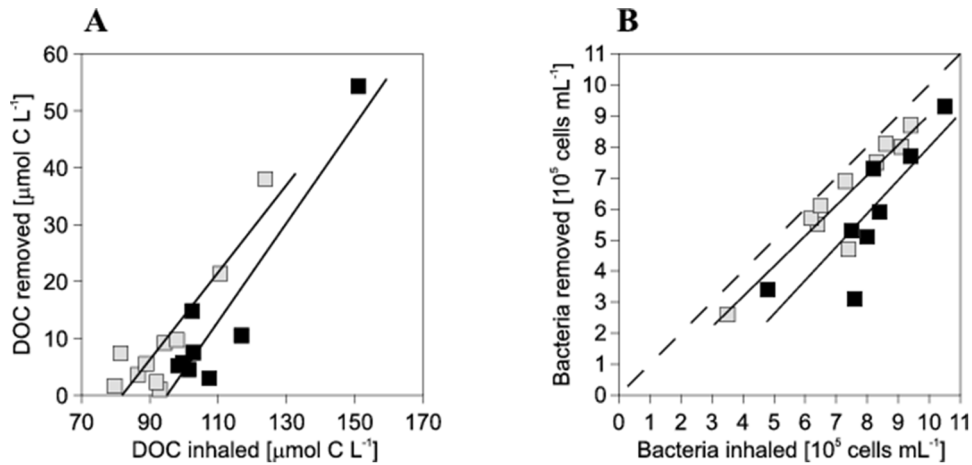 A
B
60
50
40
30
20
10
0
DOC removed [µmol C L⁻¹]
70 90 110 130 150 170
DOC inhaled [µmol C L⁻¹]
11
10
9
8
7
6
5
4
3
2
1
0
Bacteria removed [10⁵ cells mL⁻¹]
0 1 2 3 4 5 6 7 8 9 10 11
Bacteria inhaled [10⁵ cells mL⁻¹]